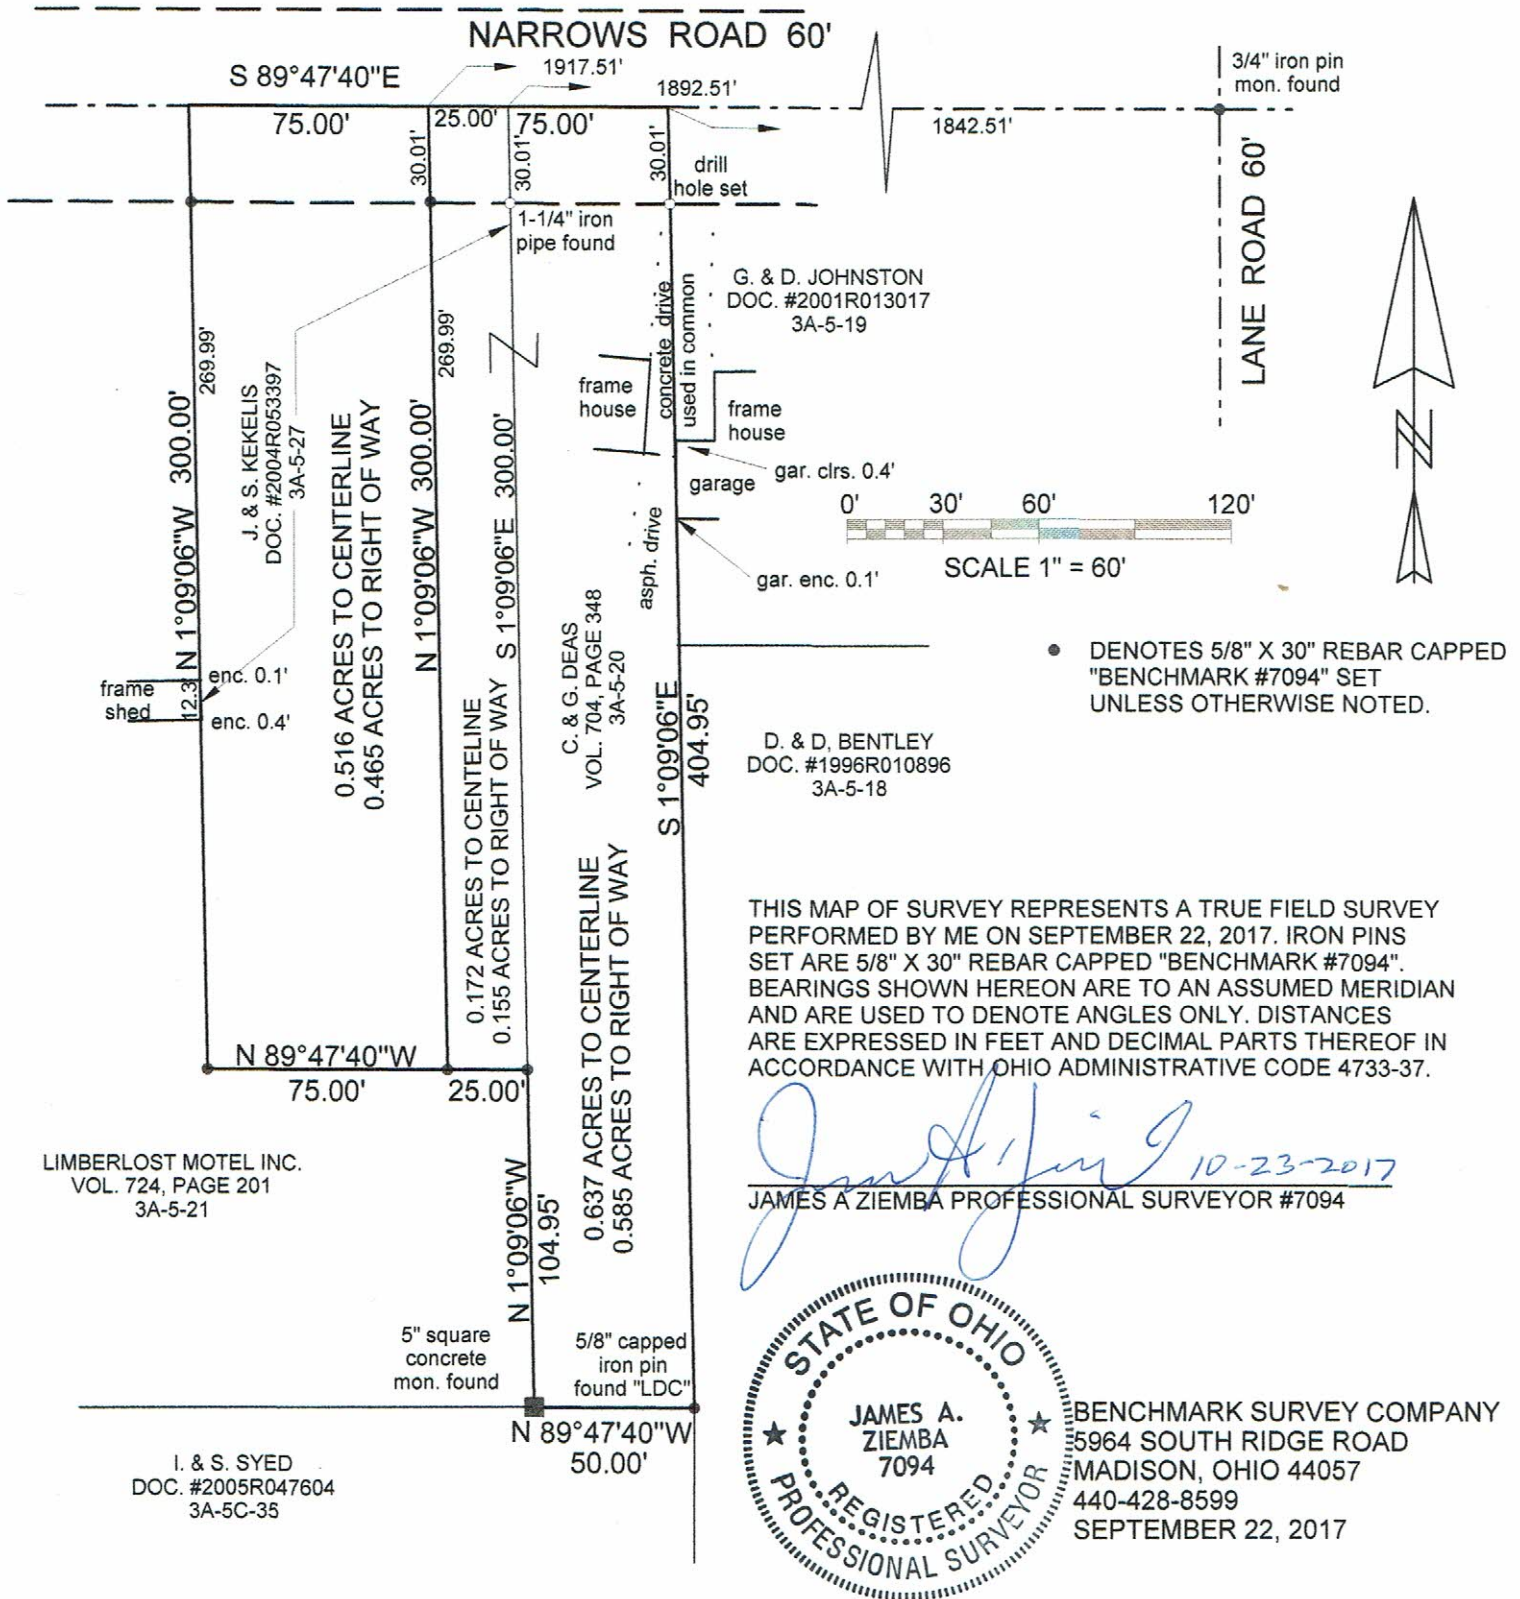 NARROWS ROAD 60'
S 89°47'40"E
1917.51'
1892.51'
1842.51'
75.00'
25.00'
75.00'
3/4" iron pin
mon. found
LANE ROAD 60'
30.01'
30.01'
30.01'
drill
hole set
1-1/4" iron
pipe found
G. & D. JOHNSTON
DOC. #2001R013017
3A-5-19
concrete drive
used in common
frame
house
frame
house
gar. clrs. 0.4'
garage
gar. enc. 0.1'
asph. drive
269.99'
N 1°09'06"W 300.00'
J. & S. KEKELIS
DOC. #2004R053397
3A-5-27
0.516 ACRES TO CENTERLINE
0.465 ACRES TO RIGHT OF WAY
269.99'
N 1°09'06"W 300.00'
S 1°09'06"E 300.00'
0.172 ACRES TO CENTELINE
0.155 ACRES TO RIGHT OF WAY
C. & G. DEAS
VOL. 704, PAGE 348
3A-5-20
0.637 ACRES TO CENTERLINE
0.585 ACRES TO RIGHT OF WAY
S 1°09'06"E
404.95'
frame
shed
12.3'
enc. 0.1'
enc. 0.4'
0' 30' 60' 120'
SCALE 1" = 60'
N
DENOTES 5/8" X 30" REBAR CAPPED
"BENCHMARK #7094" SET
UNLESS OTHERWISE NOTED.
D. & D, BENTLEY
DOC. #1996R010896
3A-5-18
THIS MAP OF SURVEY REPRESENTS A TRUE FIELD SURVEY
PERFORMED BY ME ON SEPTEMBER 22, 2017. IRON PINS
SET ARE 5/8" X 30" REBAR CAPPED "BENCHMARK #7094".
BEARINGS SHOWN HEREON ARE TO AN ASSUMED MERIDIAN
AND ARE USED TO DENOTE ANGLES ONLY. DISTANCES
ARE EXPRESSED IN FEET AND DECIMAL PARTS THEREOF IN
ACCORDANCE WITH OHIO ADMINISTRATIVE CODE 4733-37.
10-23-2017
JAMES A ZIEMBA PROFESSIONAL SURVEYOR #7094
N 89°47'40"W
75.00'
25.00'
LIMBERLOST MOTEL INC.
VOL. 724, PAGE 201
3A-5-21
N 1°09'06"W
104.95'
5" square
concrete
mon. found
5/8" capped
iron pin
found "LDC"
N 89°47'40"W
50.00'
I. & S. SYED
DOC. #2005R047604
3A-5C-35
STATE OF OHIO
JAMES A.
ZIEMBA
7094
REGISTERED
PROFESSIONAL SURVEYOR
BENCHMARK SURVEY COMPANY
5964 SOUTH RIDGE ROAD
MADISON, OHIO 44057
440-428-8599
SEPTEMBER 22, 2017